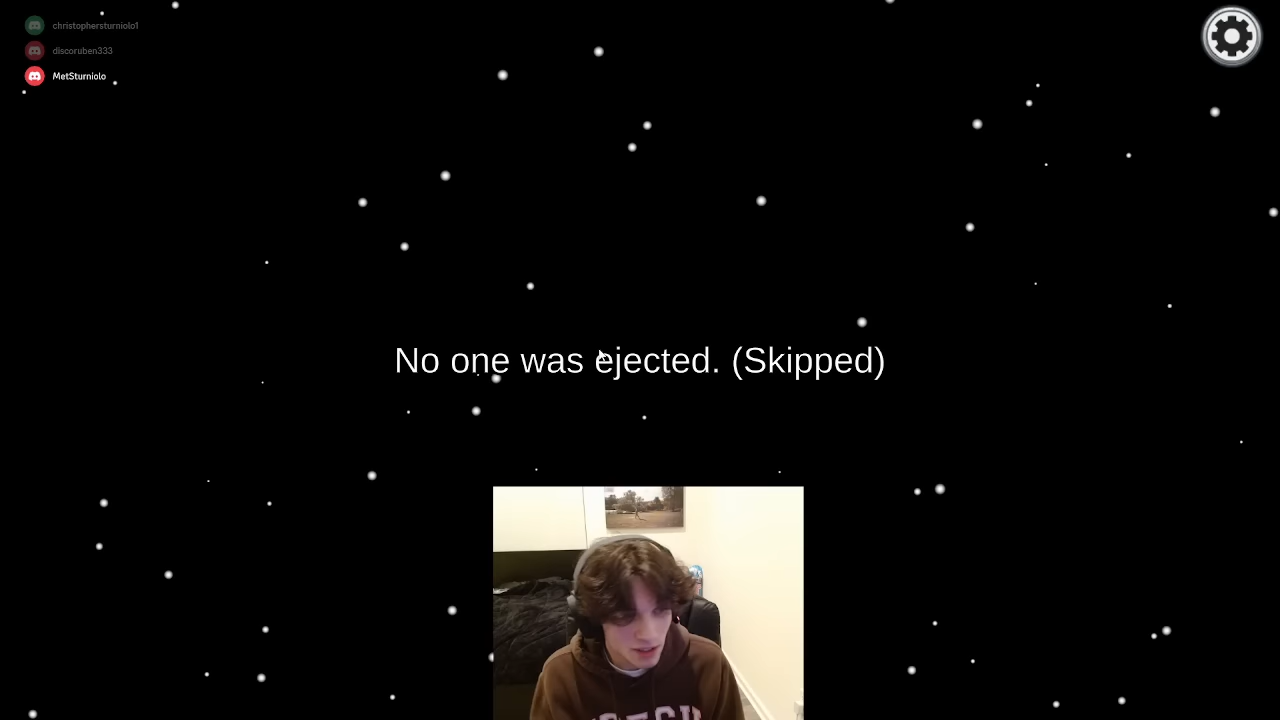 christophersturniolo1
discoruben333
MetSturniolo
No one was ejected. (Skipped)